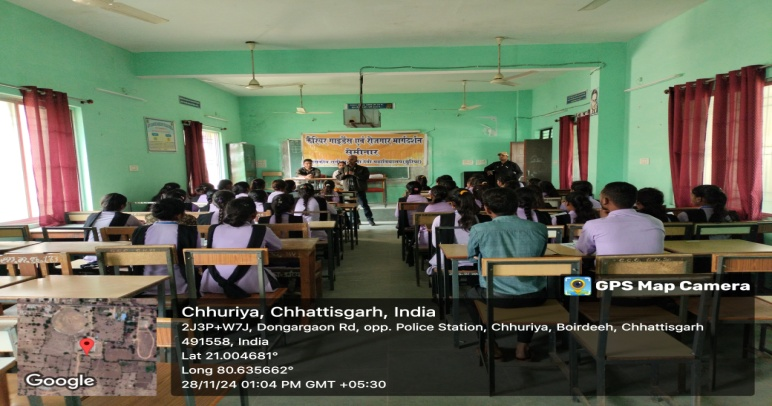 कैरियर गाईडेंस एवं रोजगार मार्गदर्शन
सेमीनार
GPS Map Camera
Chhuriya, Chhattisgarh, India
2J3P+W7J, Dongargaon Rd, opp. Police Station, Chhuriya, Boirdeeh, Chhattisgarh
491558, India
Lat 21.004681°
Long 80.635662°
28/11/24 01:04 PM GMT +05:30
Google